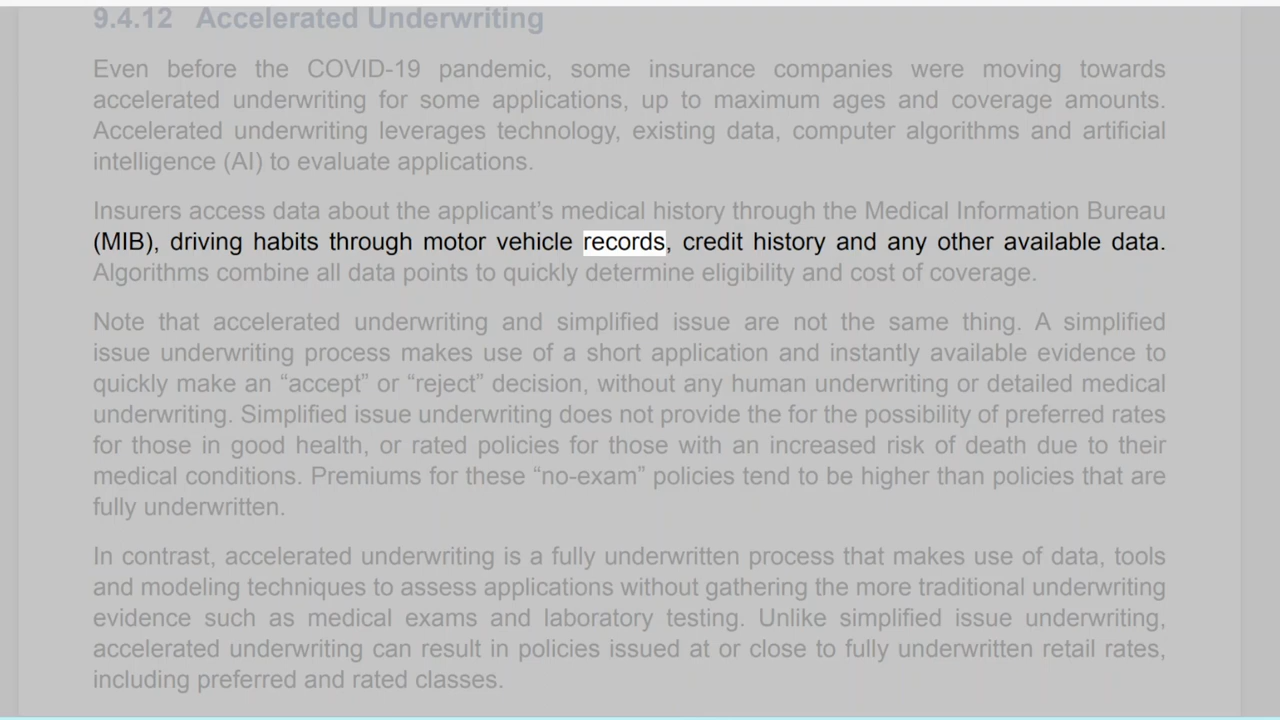 9.4.12 Accelerated Underwriting
Even before the COVID-19 pandemic, some insurance companies were moving towards
accelerated underwriting for some applications, up to maximum ages and coverage amounts.
Accelerated underwriting leverages technology, existing data, computer algorithms and artificial
intelligence (AI) to evaluate applications.
Insurers access data about the applicant’s medical history through the Medical Information Bureau
(MIB), driving habits through motor vehicle records, credit history and any other available data.
Algorithms combine all data points to quickly determine eligibility and cost of coverage.
Note that accelerated underwriting and simplified issue are not the same thing. A simplified
issue underwriting process makes use of a short application and instantly available evidence to
quickly make an “accept” or “reject” decision, without any human underwriting or detailed medical
underwriting. Simplified issue underwriting does not provide the for the possibility of preferred rates
for those in good health, or rated policies for those with an increased risk of death due to their
medical conditions. Premiums for these “no-exam” policies tend to be higher than policies that are
fully underwritten.
In contrast, accelerated underwriting is a fully underwritten process that makes use of data, tools
and modeling techniques to assess applications without gathering the more traditional underwriting
evidence such as medical exams and laboratory testing. Unlike simplified issue underwriting,
accelerated underwriting can result in policies issued at or close to fully underwritten retail rates,
including preferred and rated classes.